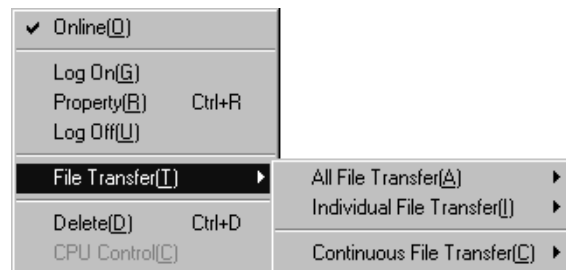 Online(O)
Log On(G)
Property(R) Ctrl+R
Log Off(U)
File Transfer(T)
Delete(D) Ctrl+D
CPU Control(C)
All File Transfer(A)
Individual File Transfer(I)
Continuous File Transfer(C)